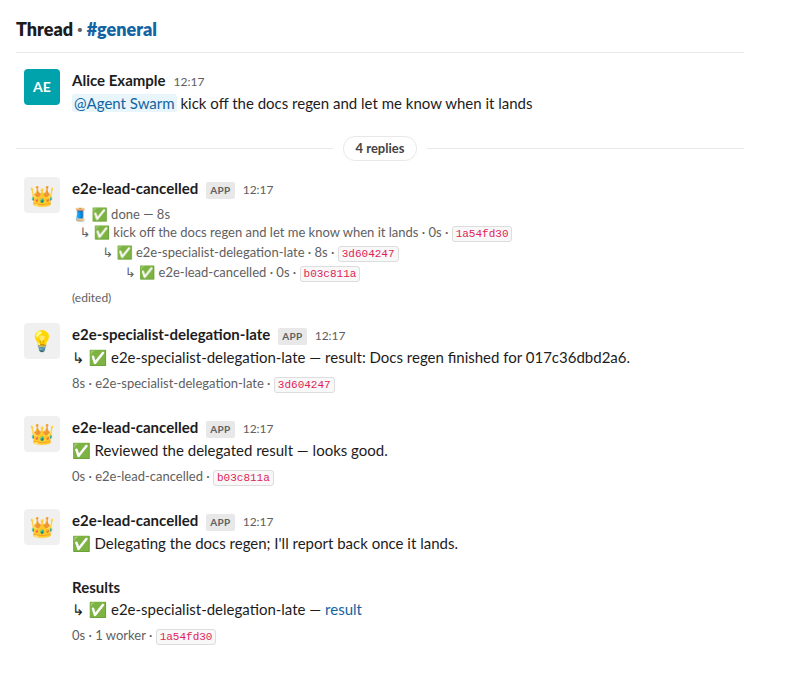 Thread • #general
AE
Alice Example 12:17
@Agent Swarm kick off the docs regen and let me know when it lands
4 replies
e2e-lead-cancelled APP 12:17
🧵 ✅ done — 8s
↳ ✅ kick off the docs regen and let me know when it lands · 0s · 1a54fd30
↳ ✅ e2e-specialist-delegation-late · 8s · 3d604247
↳ ✅ e2e-lead-cancelled · 0s · b03c811a
(edited)
e2e-specialist-delegation-late APP 12:17
↳ ✅ e2e-specialist-delegation-late — result: Docs regen finished for 017c36dbd2a6.
8s · e2e-specialist-delegation-late · 3d604247
e2e-lead-cancelled APP 12:17
✅ Reviewed the delegated result — looks good.
0s · e2e-lead-cancelled · b03c811a
e2e-lead-cancelled APP 12:17
✅ Delegating the docs regen; I'll report back once it lands.
Results
↳ ✅ e2e-specialist-delegation-late — result
0s · 1 worker · 1a54fd30